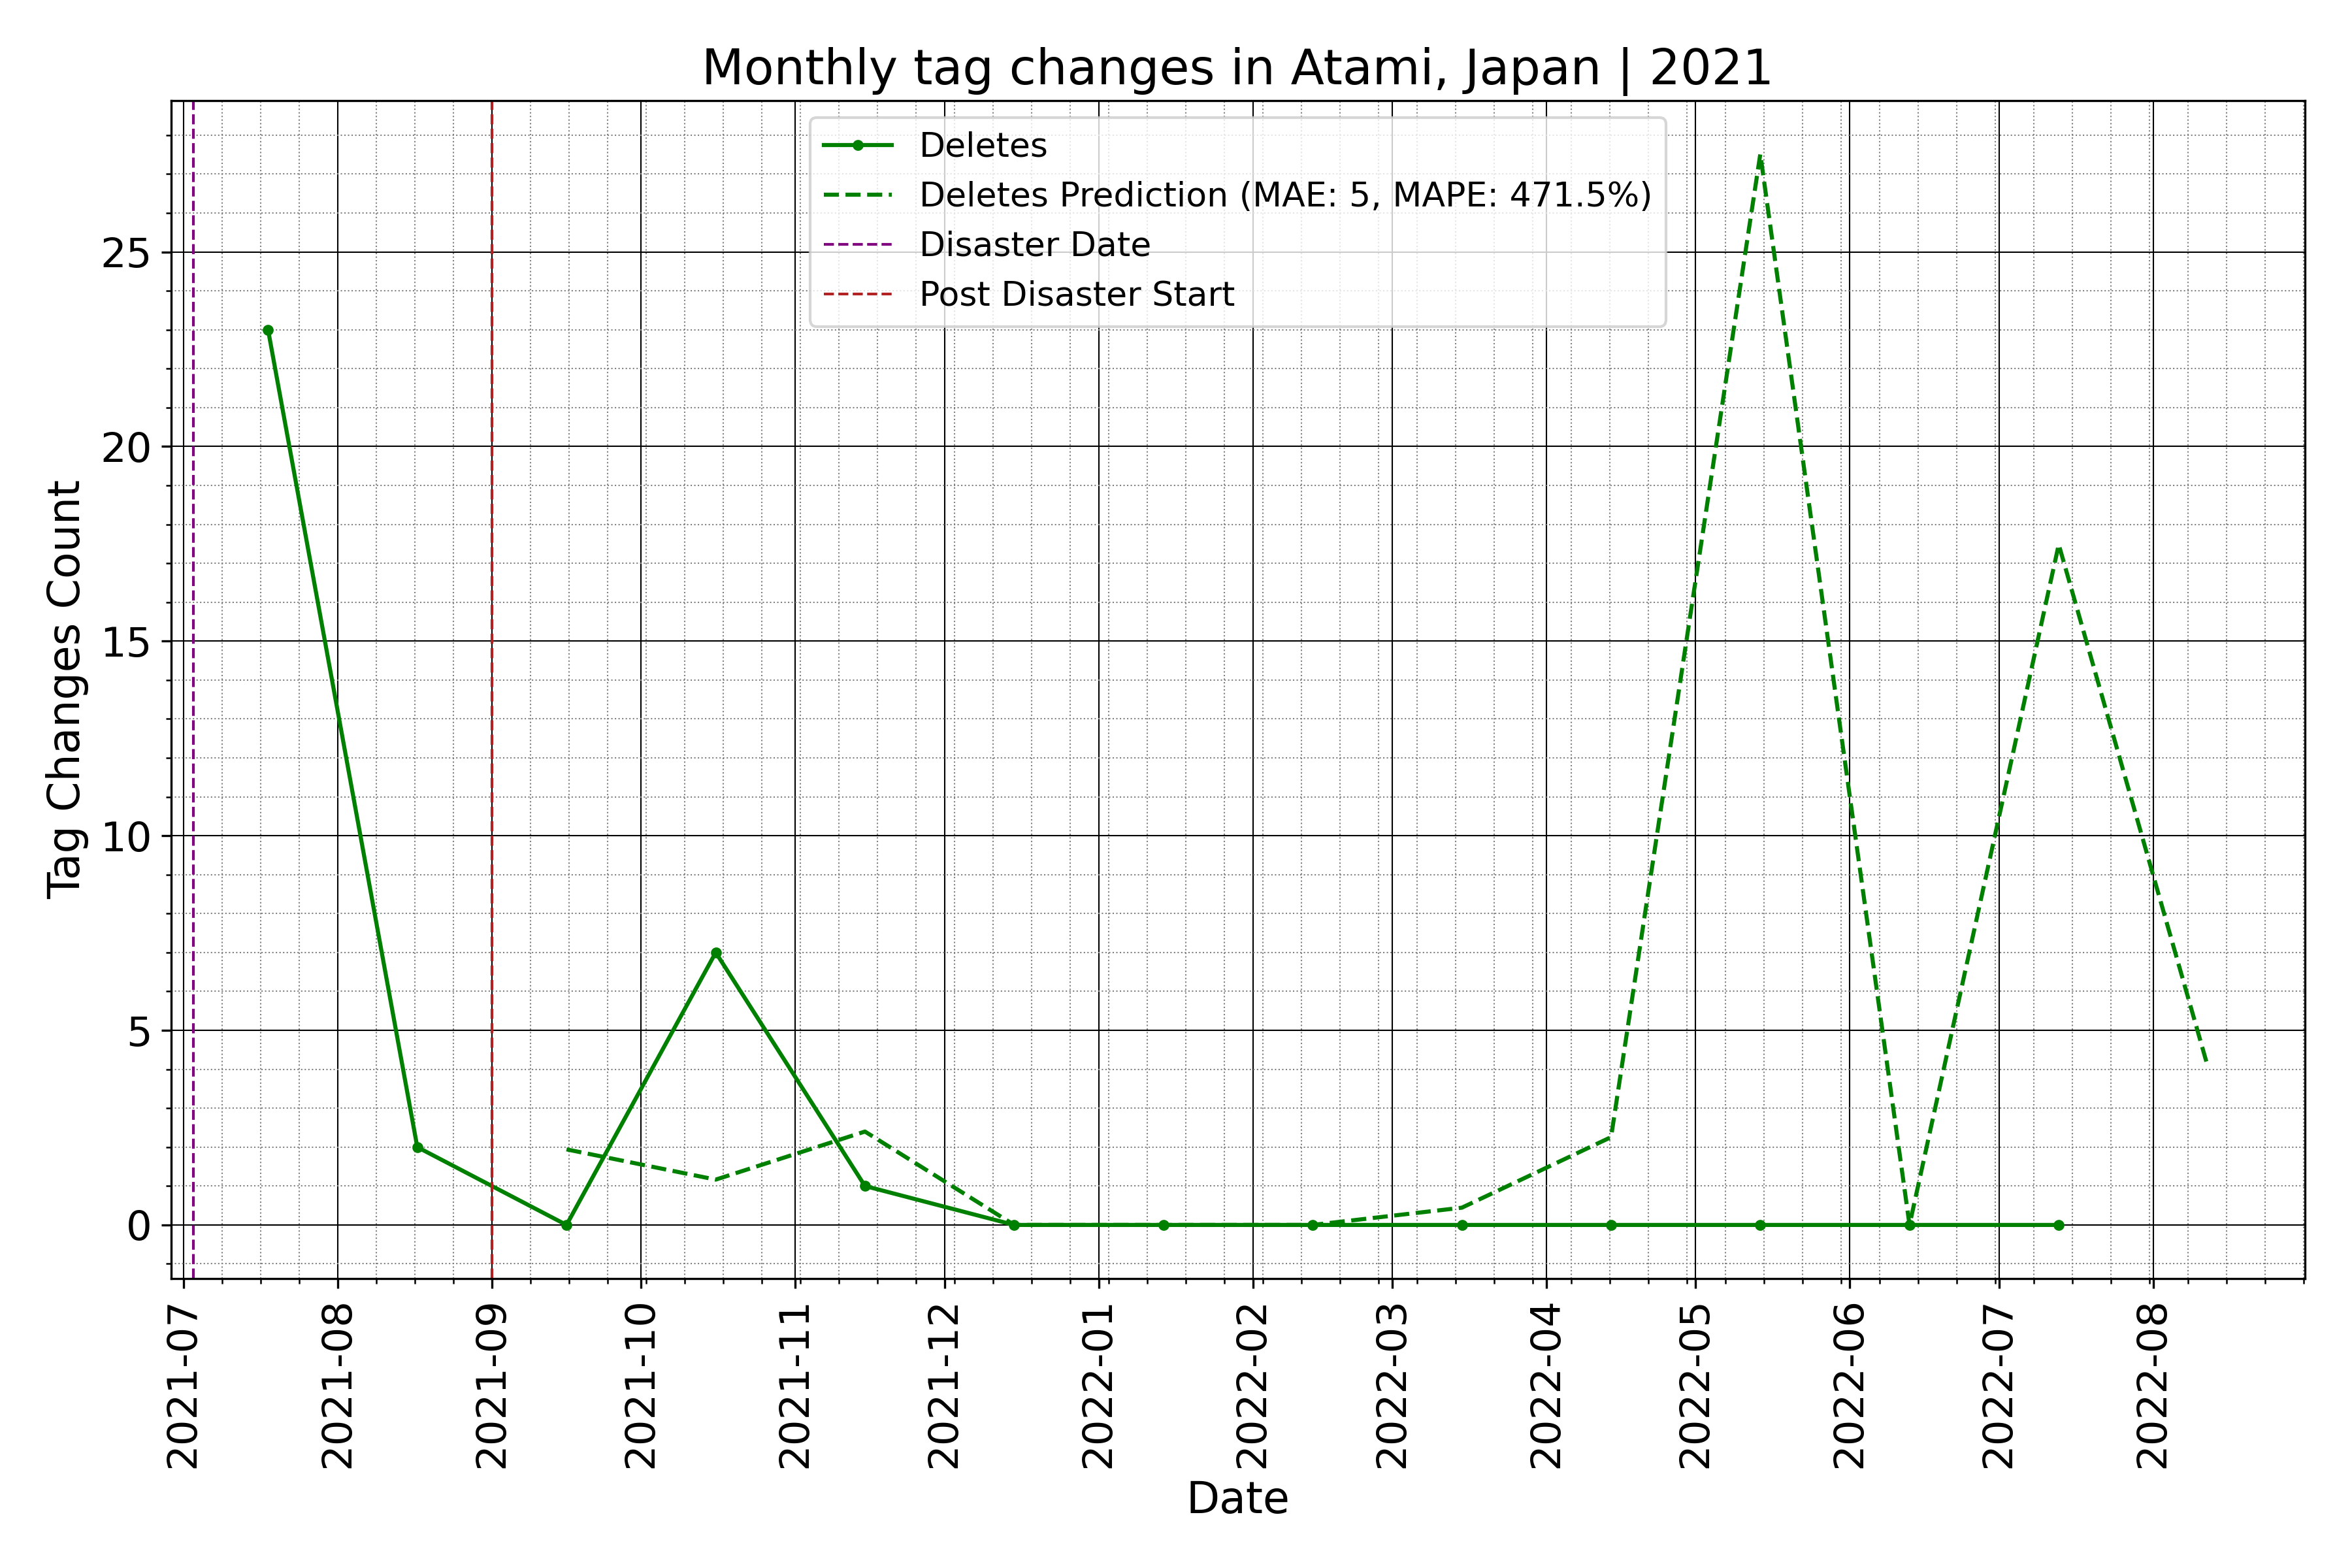 Monthly tag changes in Atami, Japan | 2021
Deletes
Deletes Prediction (MAE: 5, MAPE: 471.5%)
Disaster Date
Post Disaster Start
Tag Changes Count
25
20
15
10
5
0
2021-07
2021-08
2021-09
2021-10
2021-11
2021-12
2022-01
2022-02
2022-03
2022-04
2022-05
2022-06
2022-07
2022-08
Date